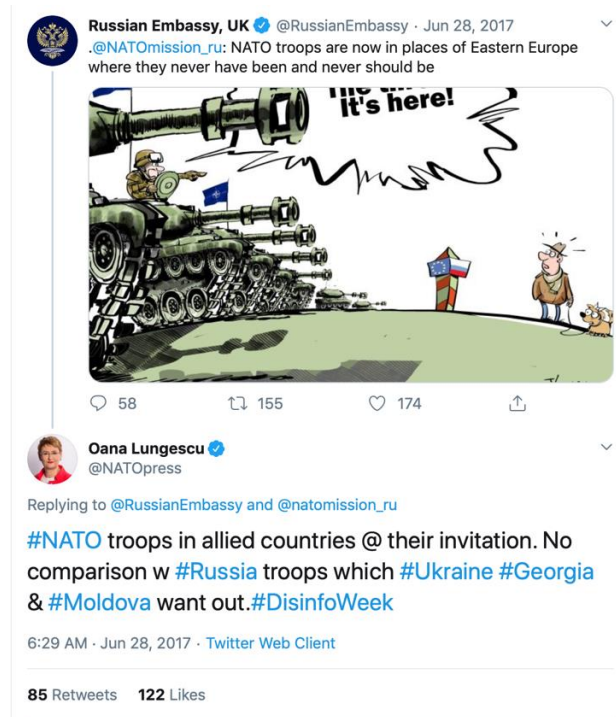 Russian Embassy, UK @RussianEmbassy · Jun 28, 2017
.@NATOmission_ru: NATO troops are now in places of Eastern Europe
where they never have been and never should be
It's here!
58 155 174
Oana Lungescu
@NATOpress
Replying to @RussianEmbassy and @natomission_ru
#NATO troops in allied countries @ their invitation. No
comparison w #Russia troops which #Ukraine #Georgia
& #Moldova want out.#DisinfoWeek
6:29 AM · Jun 28, 2017 · Twitter Web Client
85 Retweets 122 Likes